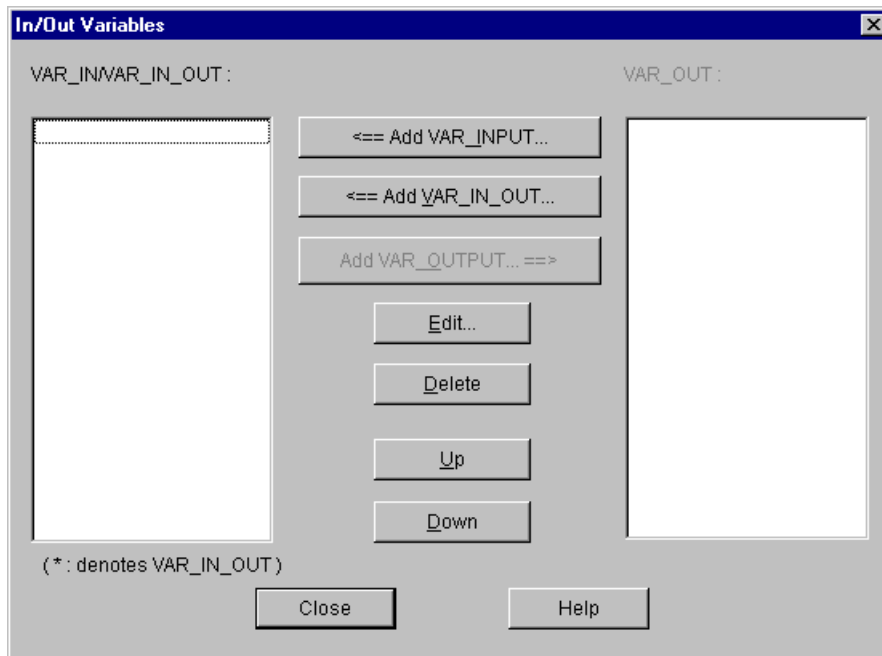 In/Out Variables
VAR_IN/VAR_IN_OUT :
VAR_OUT :
<== Add VAR_INPUT...
<== Add VAR_IN_OUT...
Add VAR_OUTPUT... ==>
Edit...
Delete
Up
Down
( * : denotes VAR_IN_OUT )
Close
Help